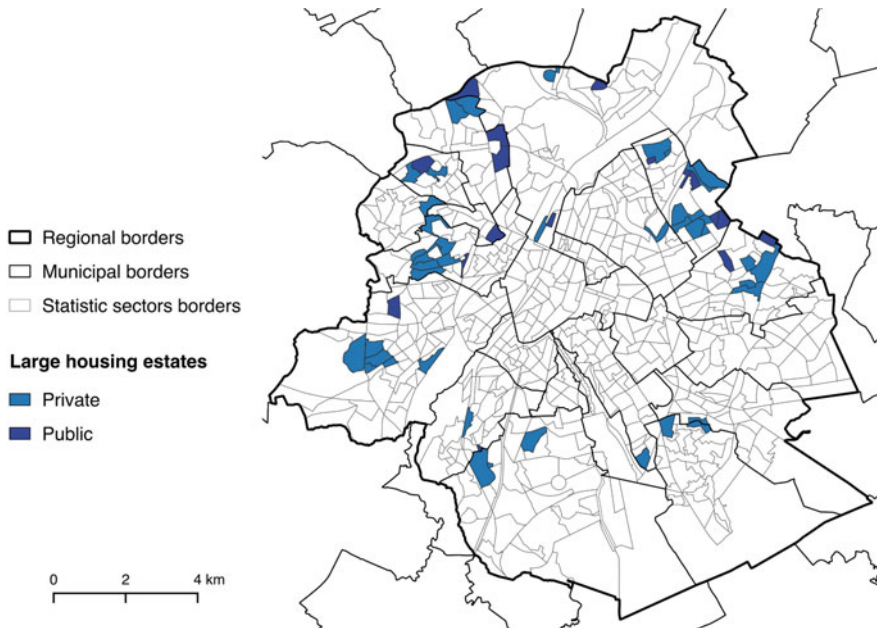 Regional borders
Municipal borders
Statistic sectors borders
Large housing estates
Private
Public
0 2 4 km